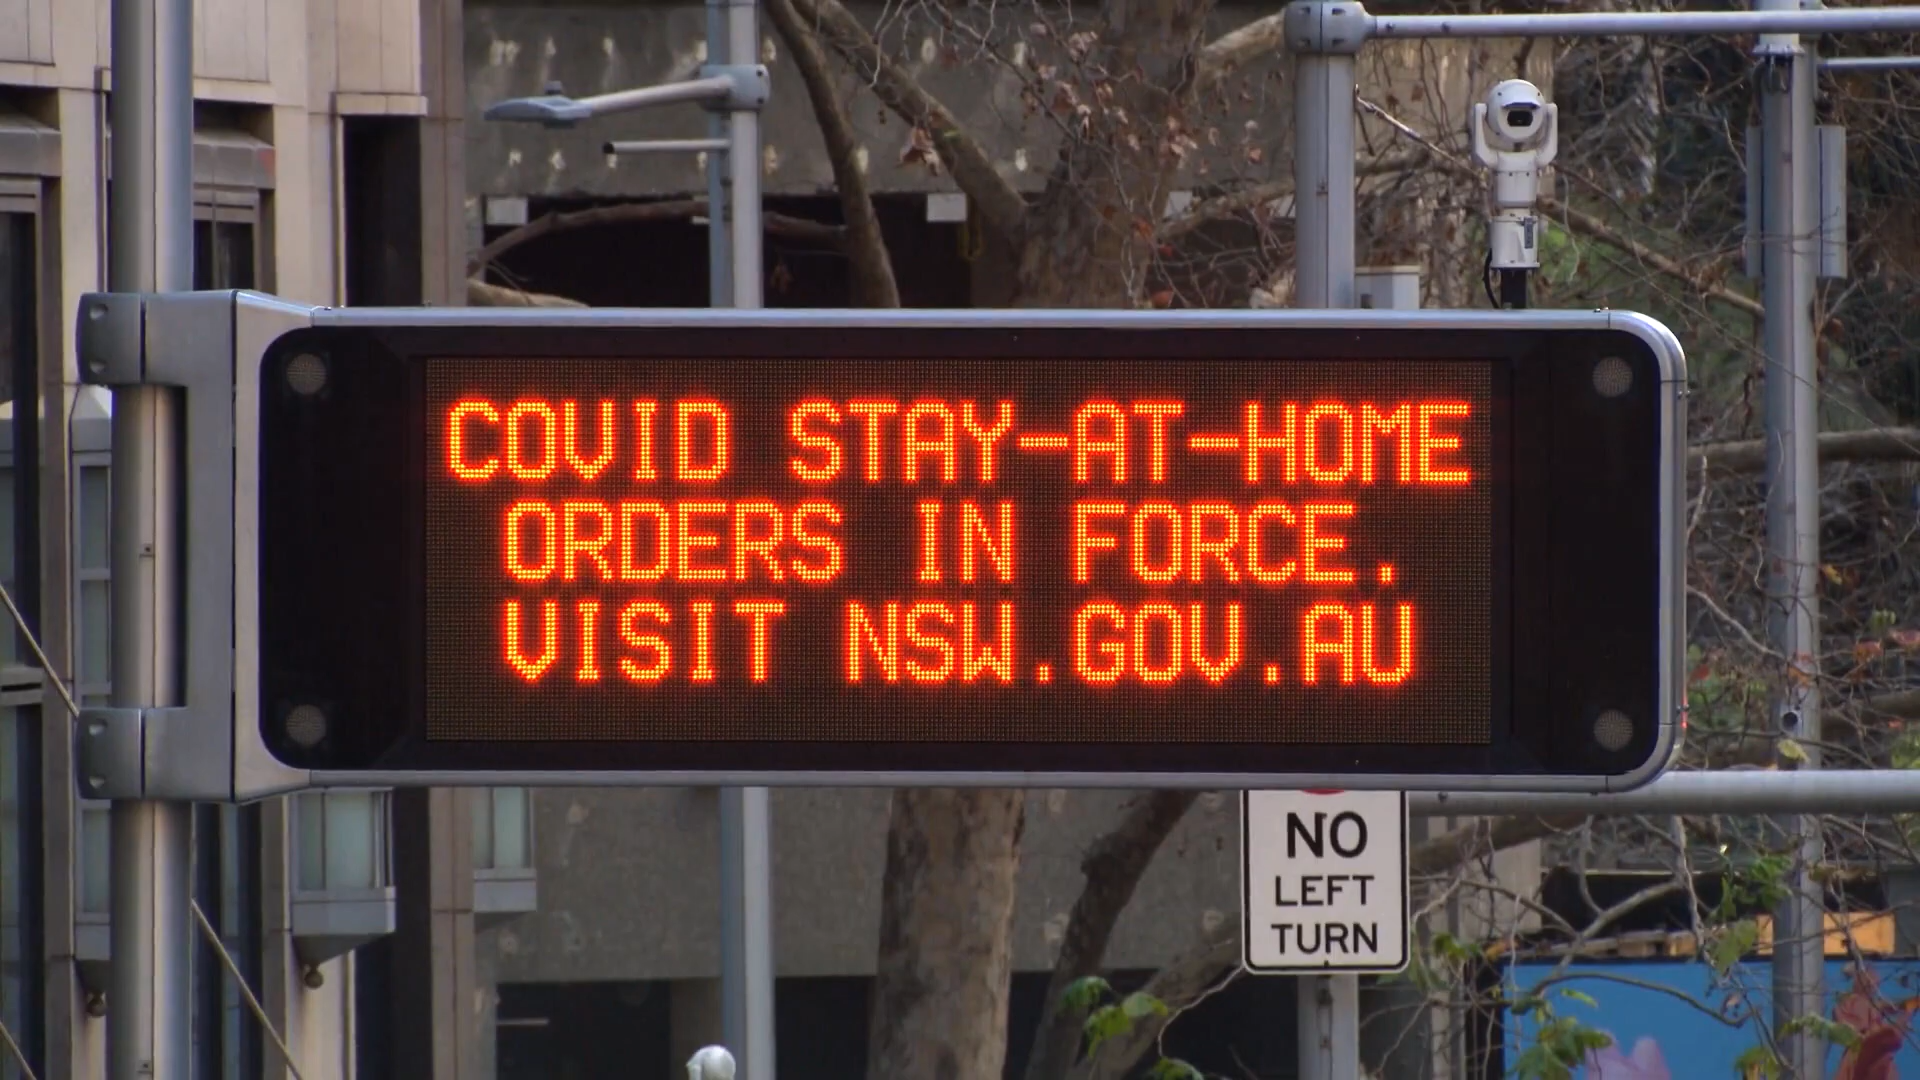 COVID STAY-AT-HOME
ORDERS IN FORCE.
VISIT NSW.GOV.AU
NO
LEFT
TURN